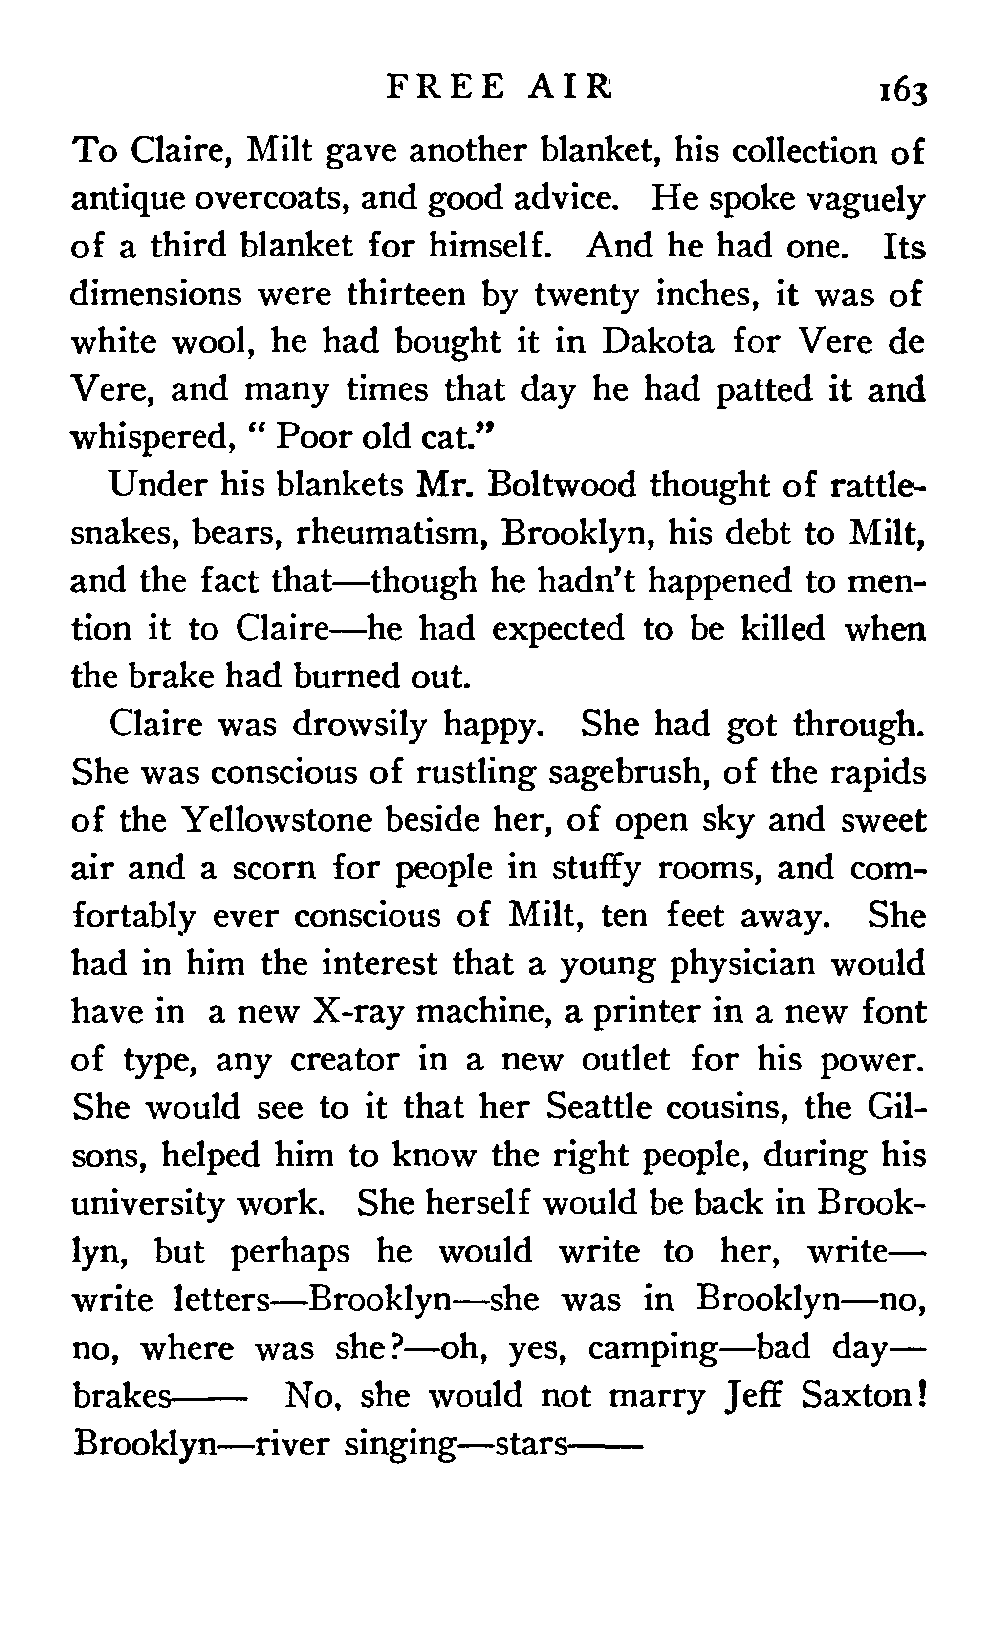 FREE AIR 163
To Claire, Milt gave another blanket, his collection of
antique overcoats, and good advice. He spoke vaguely
of a third blanket for himself. And he had one. Its
dimensions were thirteen by twenty inches, it was of
white wool, he had bought it in Dakota for Vere de
Vere, and many times that day he had patted it and
whispered, “ Poor old cat.”
Under his blankets Mr. Boltwood thought of rattle-
snakes, bears, rheumatism, Brooklyn, his debt to Milt,
and the fact that—though he hadn’t happened to men-
tion it to Claire—he had expected to be killed when
the brake had burned out.
Claire was drowsily happy. She had got through.
She was conscious of rustling sagebrush, of the rapids
of the Yellowstone beside her, of open sky and sweet
air and a scorn for people in stuffy rooms, and com-
fortably ever conscious of Milt, ten feet away. She
had in him the interest that a young physician would
have in a new X-ray machine, a printer in a new font
of type, any creator in a new outlet for his power.
She would see to it that her Seattle cousins, the Gil-
sons, helped him to know the right people, during his
university work. She herself would be back in Brook-
lyn, but perhaps he would write to her, write—
write letters—Brooklyn—she was in Brooklyn—no,
no, where was she?—oh, yes, camping—bad day—
brakes—— No, she would not marry Jeff Saxton!
Brooklyn—river singing—stars——